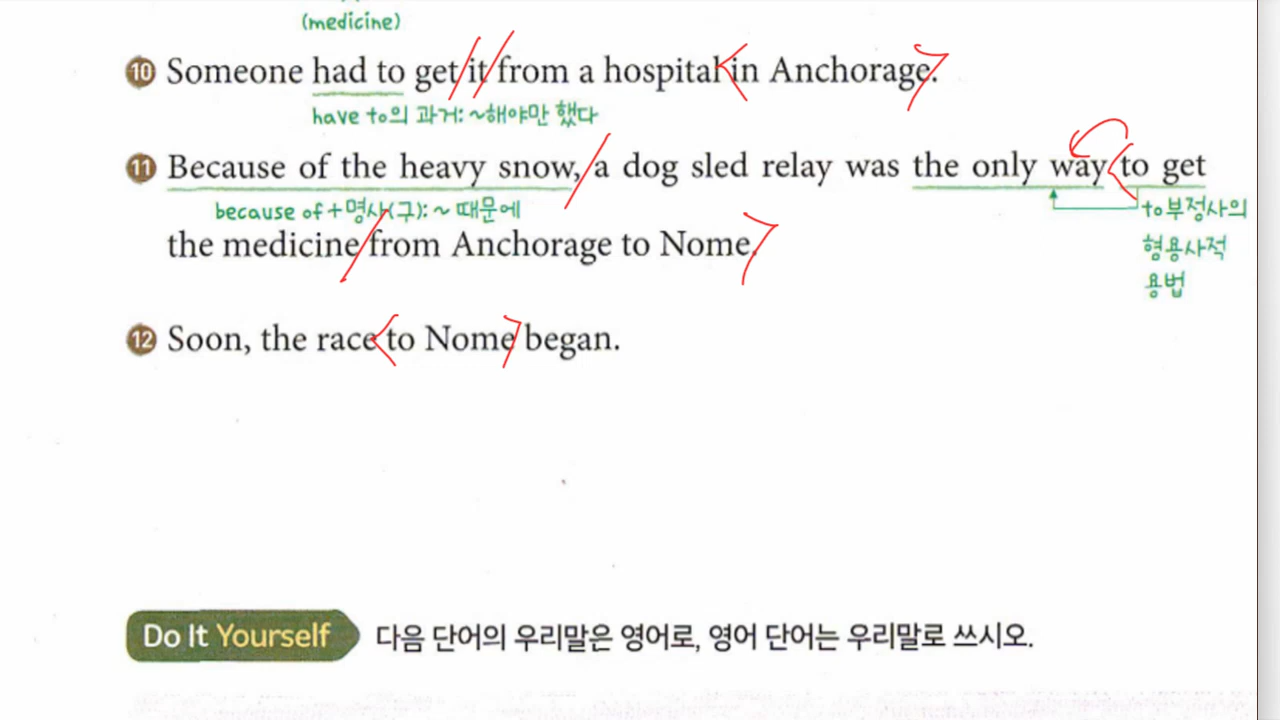 (medicine)
10 Someone had to get it from a hospital in Anchorage.
have to의 과거: ~해야만 했다
11 Because of the heavy snow, a dog sled relay was the only way to get
because of+명사(구): ~ 때문에
to부정사의
the medicine from Anchorage to Nome.
형용사적
용법
12 Soon, the race to Nome began.
Do It Yourself 다음 단어의 우리말은 영어로, 영어 단어는 우리말로 쓰시오.